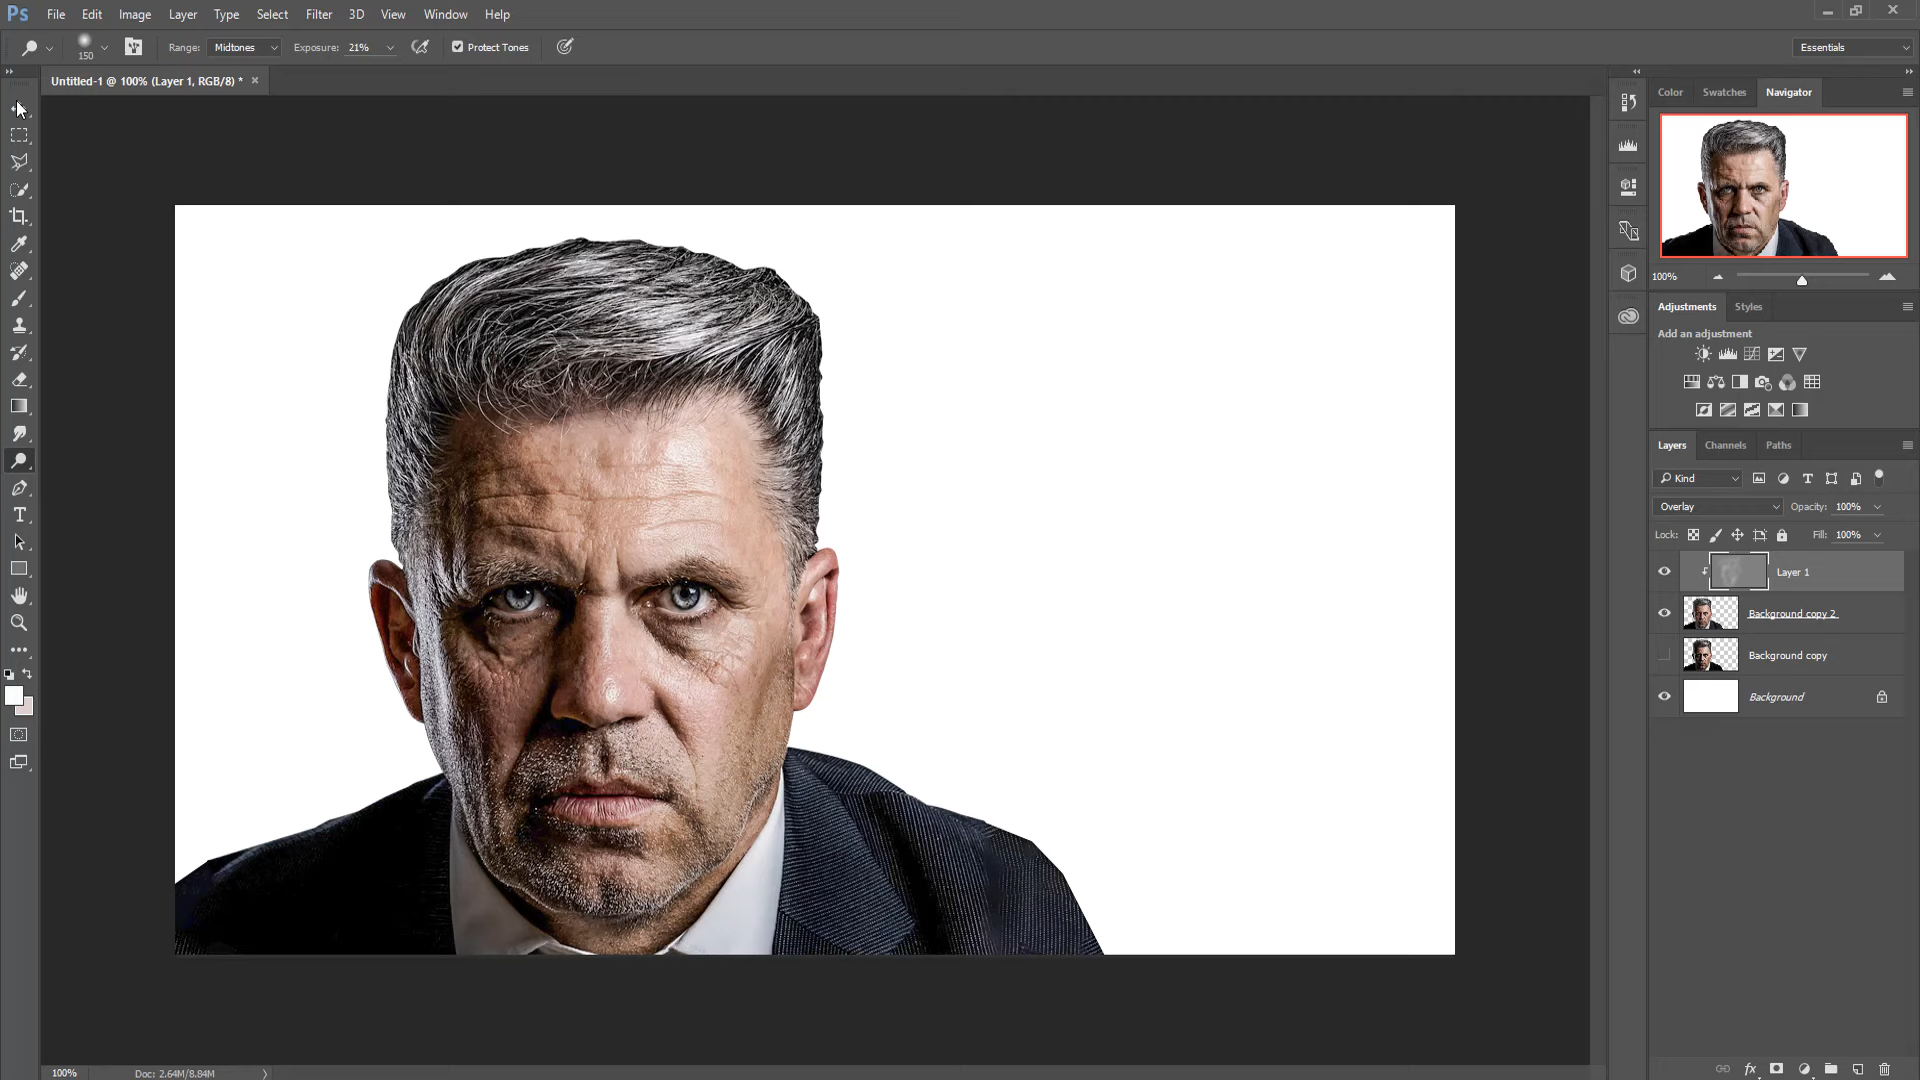 Ps File Edit Image Layer Type Select Filter 3D View Window Help
150 Range: Midtones Exposure: 21% Protect Tones Essentials
Untitled-1 @ 100% (Layer 1, RGB/8) *
Color Swatches Navigator
100%
Adjustments Styles
Add an adjustment
Layers Channels Paths
Kind
Overlay Opacity: 100%
Lock: Fill: 100%
Layer 1
Background copy 2
Background copy
Background
100% Doc: 2.64M/8.84M